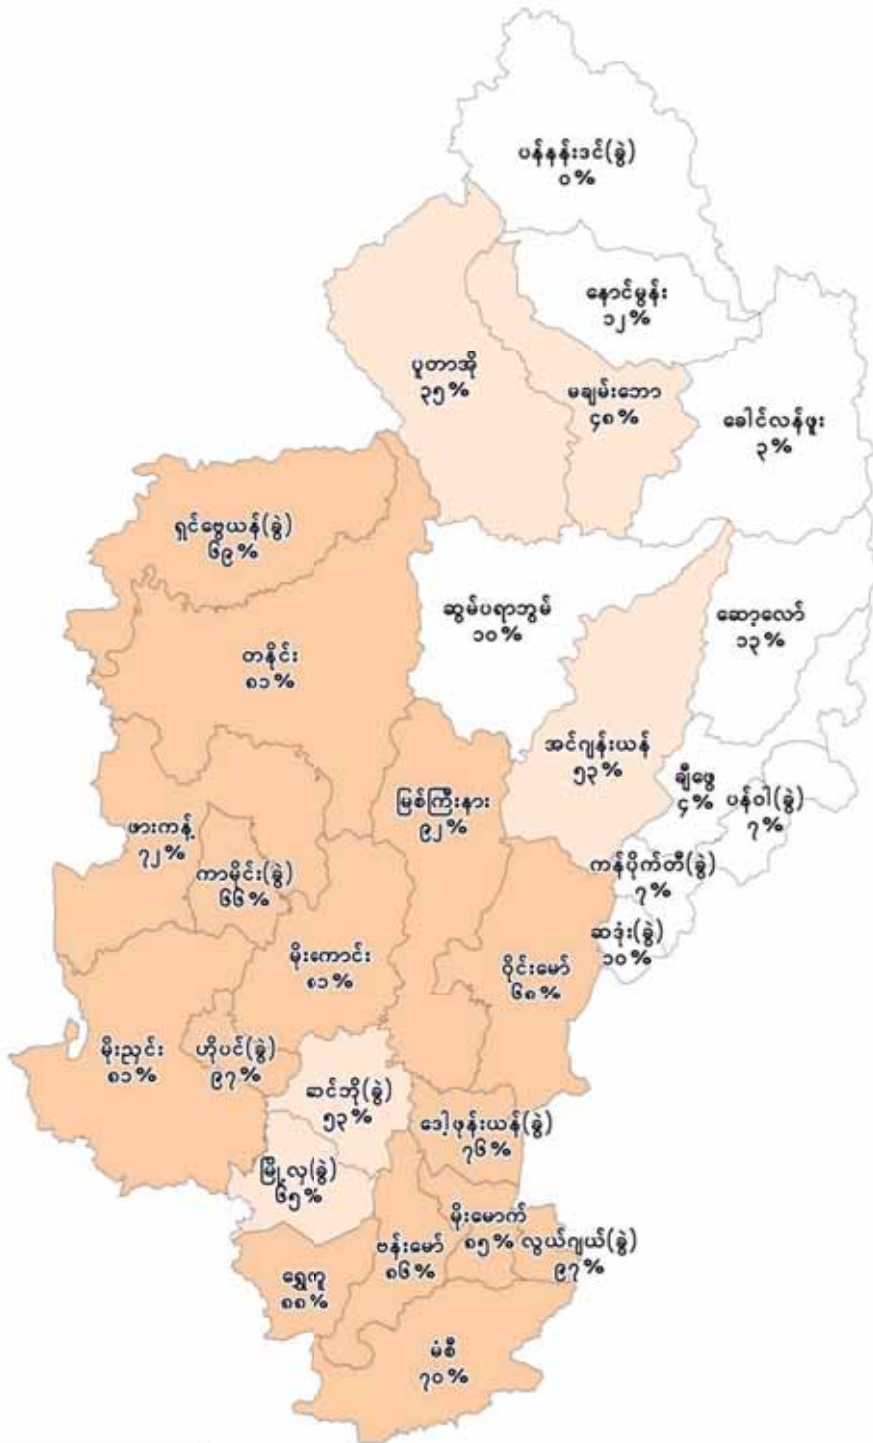 ပန်နန်းဒင်(ခွဲ)
၀%
နောင်မွန်း
၁၂%
ပူတာအို
၃၅%
မချမ်းဘော
၄၈%
ခေါင်လန်ဖူး
၃%
ရှင်ဗွေယန်(ခွဲ)
၆၉%
ဆွမ်ပရာဘွမ်
၁၀%
ဆော့လော်
၁၃%
တနိုင်း
၈၁%
အင်ဂျန်းယန်
၅၃%
ချီဖွေ
၄%
ပန်ဝါ(ခွဲ)
၇%
မြစ်ကြီးနား
၉၂%
ဖားကန့်
၇၂%
ကာမိုင်း(ခွဲ)
၆၆%
ကန်ပိုက်တီ(ခွဲ)
၇%
ဆဒုံး(ခွဲ)
၁၀%
မိုးကောင်း
၈၁%
ဝိုင်းမော်
၆၈%
မိုးညှင်း
၈၁%
ဟိုပင်(ခွဲ)
၉၇%
ဆင်ဘို(ခွဲ)
၅၃%
ဒေါ့ဖုန်းယန်(ခွဲ)
၇၆%
မြို့လှ(ခွဲ)
၆၅%
မိုးမောက်
၈၅%
လွယ်ဂျယ်(ခွဲ)
၉၇%
ဗန်းမော်
၈၆%
ရွှေကူ
၈၈%
မံစီ
၇၀%